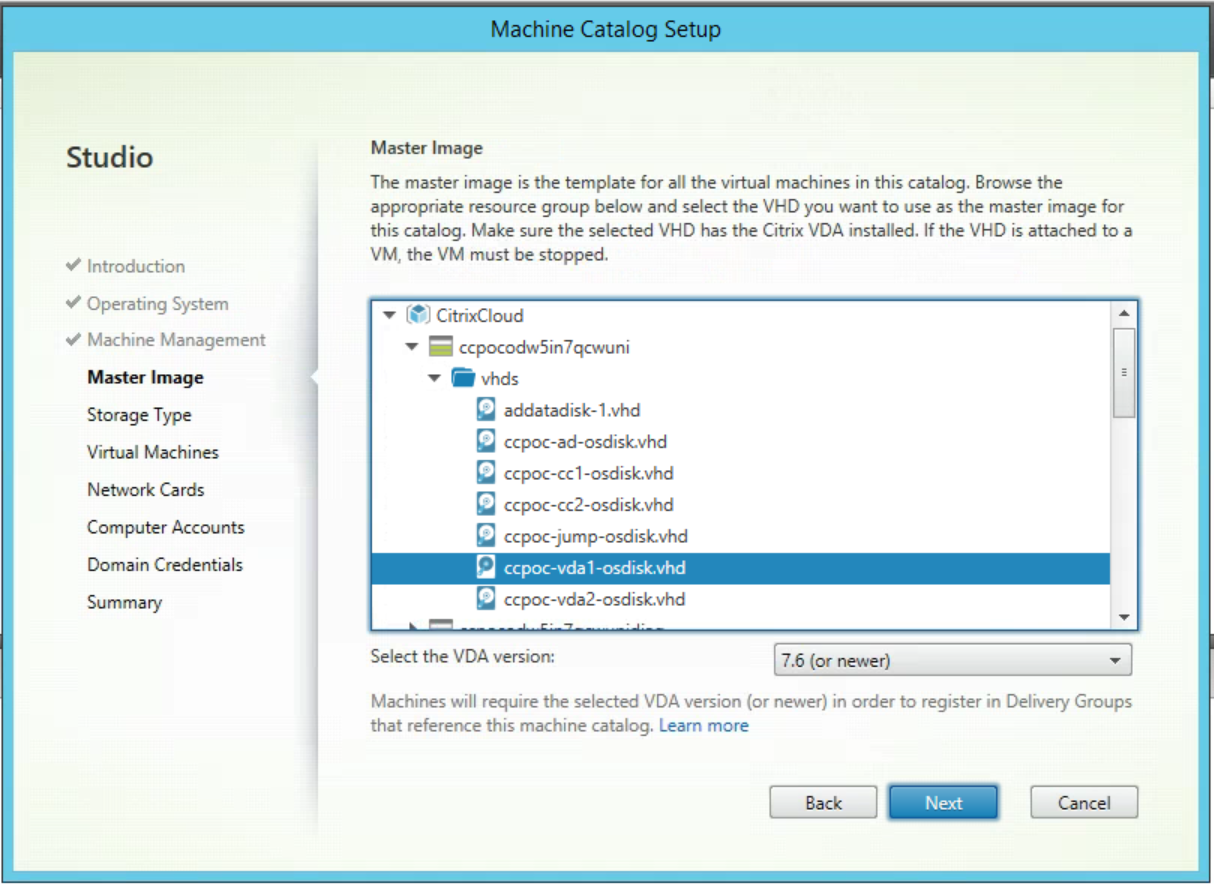 Machine Catalog Setup
Studio
Introduction
Operating System
Machine Management
Master Image
Storage Type
Virtual Machines
Network Cards
Computer Accounts
Domain Credentials
Summary
Master Image
The master image is the template for all the virtual machines in this catalog. Browse the
appropriate resource group below and select the VHD you want to use as the master image for
this catalog. Make sure the selected VHD has the Citrix VDA installed. If the VHD is attached to a
VM, the VM must be stopped.
CitrixCloud
ccpocodw5in7qcwuni
vhds
addatadisk-1.vhd
ccpoc-ad-osdisk.vhd
ccpoc-cc1-osdisk.vhd
ccpoc-cc2-osdisk.vhd
ccpoc-jump-osdisk.vhd
ccpoc-vda1-osdisk.vhd
ccpoc-vda2-osdisk.vhd
Select the VDA version:
7.6 (or newer)
Machines will require the selected VDA version (or newer) in order to register in Delivery Groups
that reference this machine catalog. Learn more
Back
Next
Cancel